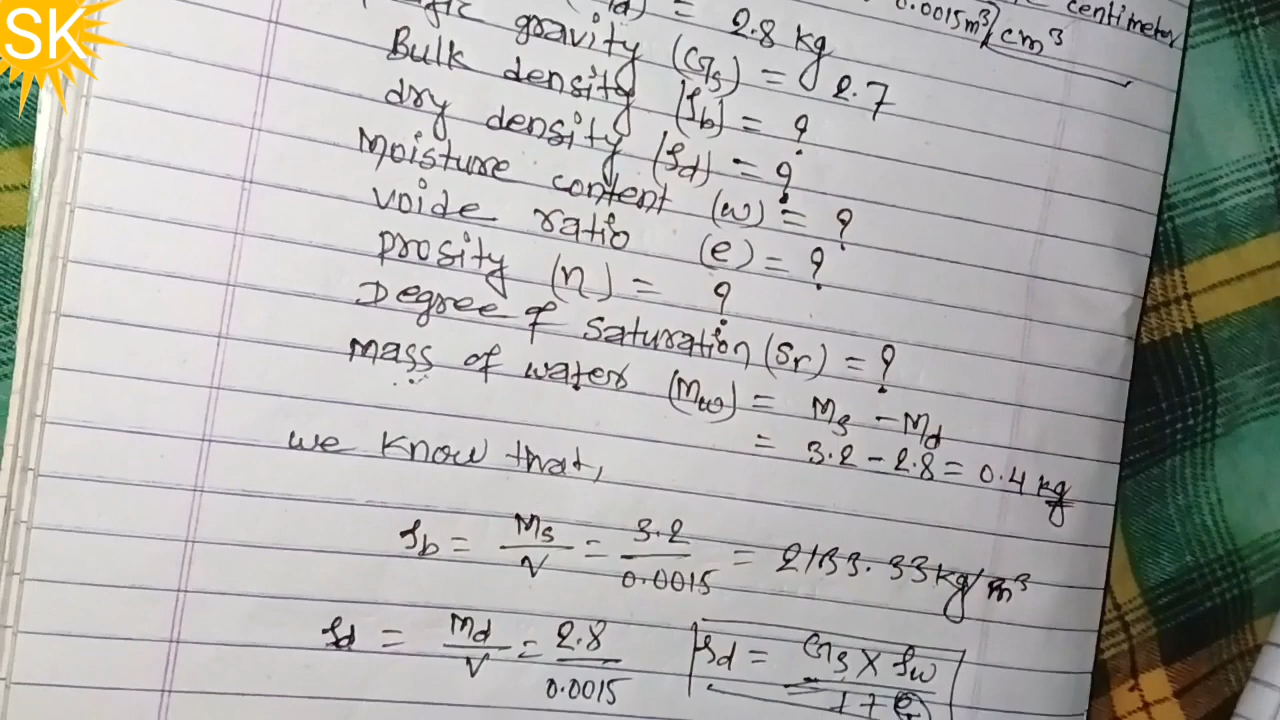 SK
centimeter
0.0015m³/cm³
= 2.8 kg
gravity (Gs) = 2.7
Bulk density (ρb) = ?
dry density (ρd) = ?
Moisture content (w) = ?
voide ratio (e) = ?
prosity (n) = ?
Degree of saturation (Sr) = ?
mass of water (Mw) = Ms - Md
= 3.2 - 2.8 = 0.4 kg
we know that,
ρb = Ms/V = 3.2/0.0015 = 2133.33 kg/m³
ρd = Md/V = 2.8/0.0015 ρd = Gs × ρw/1+e